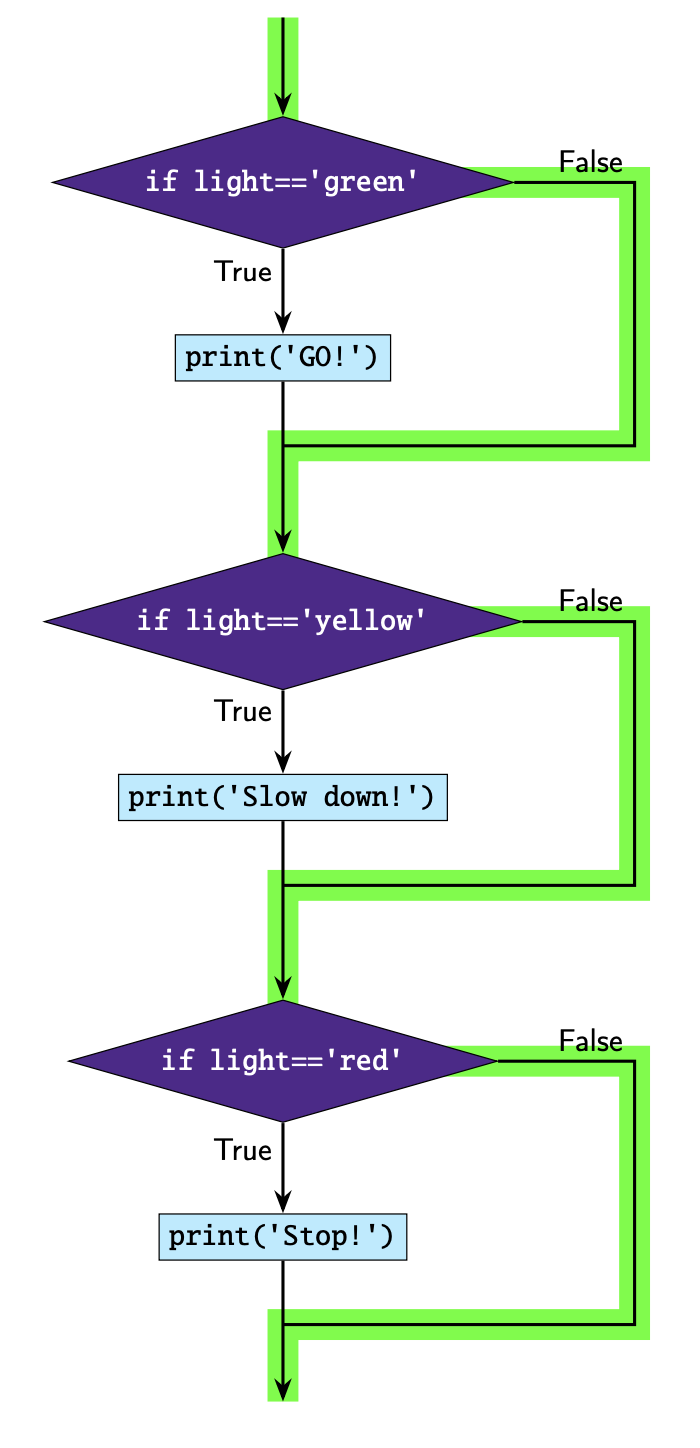 if light=='green'
False
True
print('GO!')
if light=='yellow'
False
True
print('Slow down!')
if light=='red'
False
True
print('Stop!')